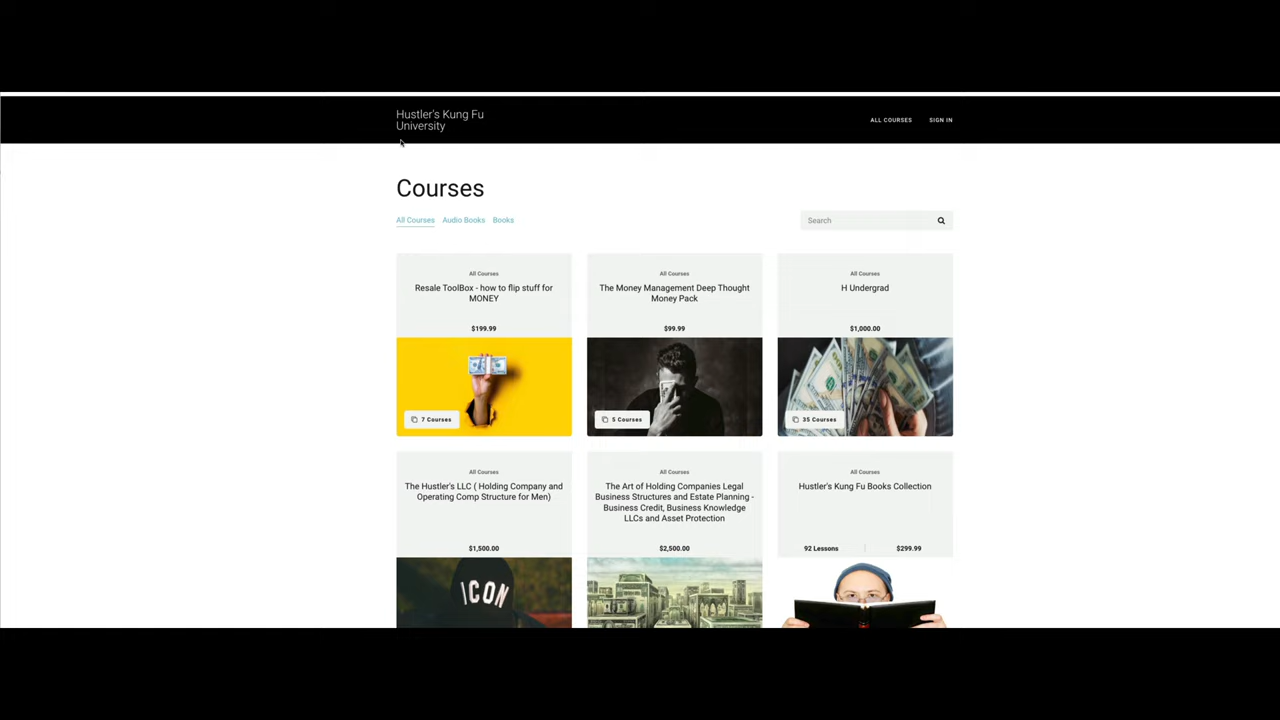 Hustler's Kung Fu
University
ALL COURSES
SIGN IN
Courses
All Courses
Audio Books
Books
Search
All Courses
Resale ToolBox - how to flip stuff for
MONEY
$199.99
7 Courses
All Courses
The Money Management Deep Thought
Money Pack
$99.99
5 Courses
All Courses
H Undergrad
$1,000.00
35 Courses
All Courses
The Hustler's LLC ( Holding Company and
Operating Comp Structure for Men)
$1,500.00
ICON
All Courses
The Art of Holding Companies Legal
Business Structures and Estate Planning -
Business Credit, Business Knowledge
LLCs and Asset Protection
$2,500.00
All Courses
Hustler's Kung Fu Books Collection
92 Lessons
$299.99